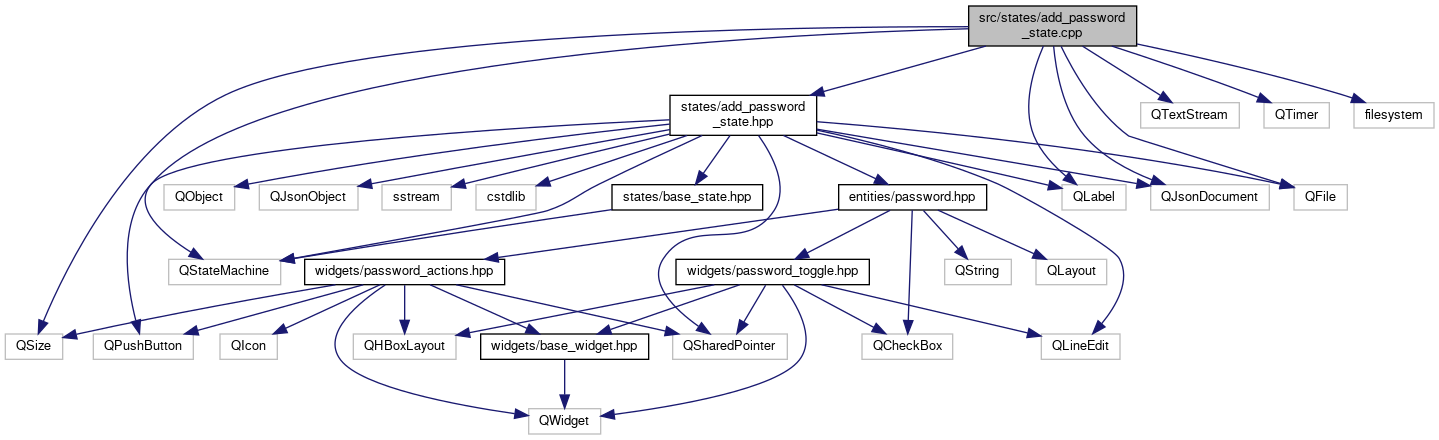 src/states/add_password
_state.cpp
states/add_password
_state.hpp
QTextStream
QTimer
filesystem
QObject
QJsonObject
sstream
cstdlib
states/base_state.hpp
entities/password.hpp
QLabel
QJsonDocument
QFile
QStateMachine
widgets/password_actions.hpp
widgets/password_toggle.hpp
QString
QLayout
QSize
QPushButton
QIcon
QHBoxLayout
widgets/base_widget.hpp
QSharedPointer
QCheckBox
QLineEdit
QWidget